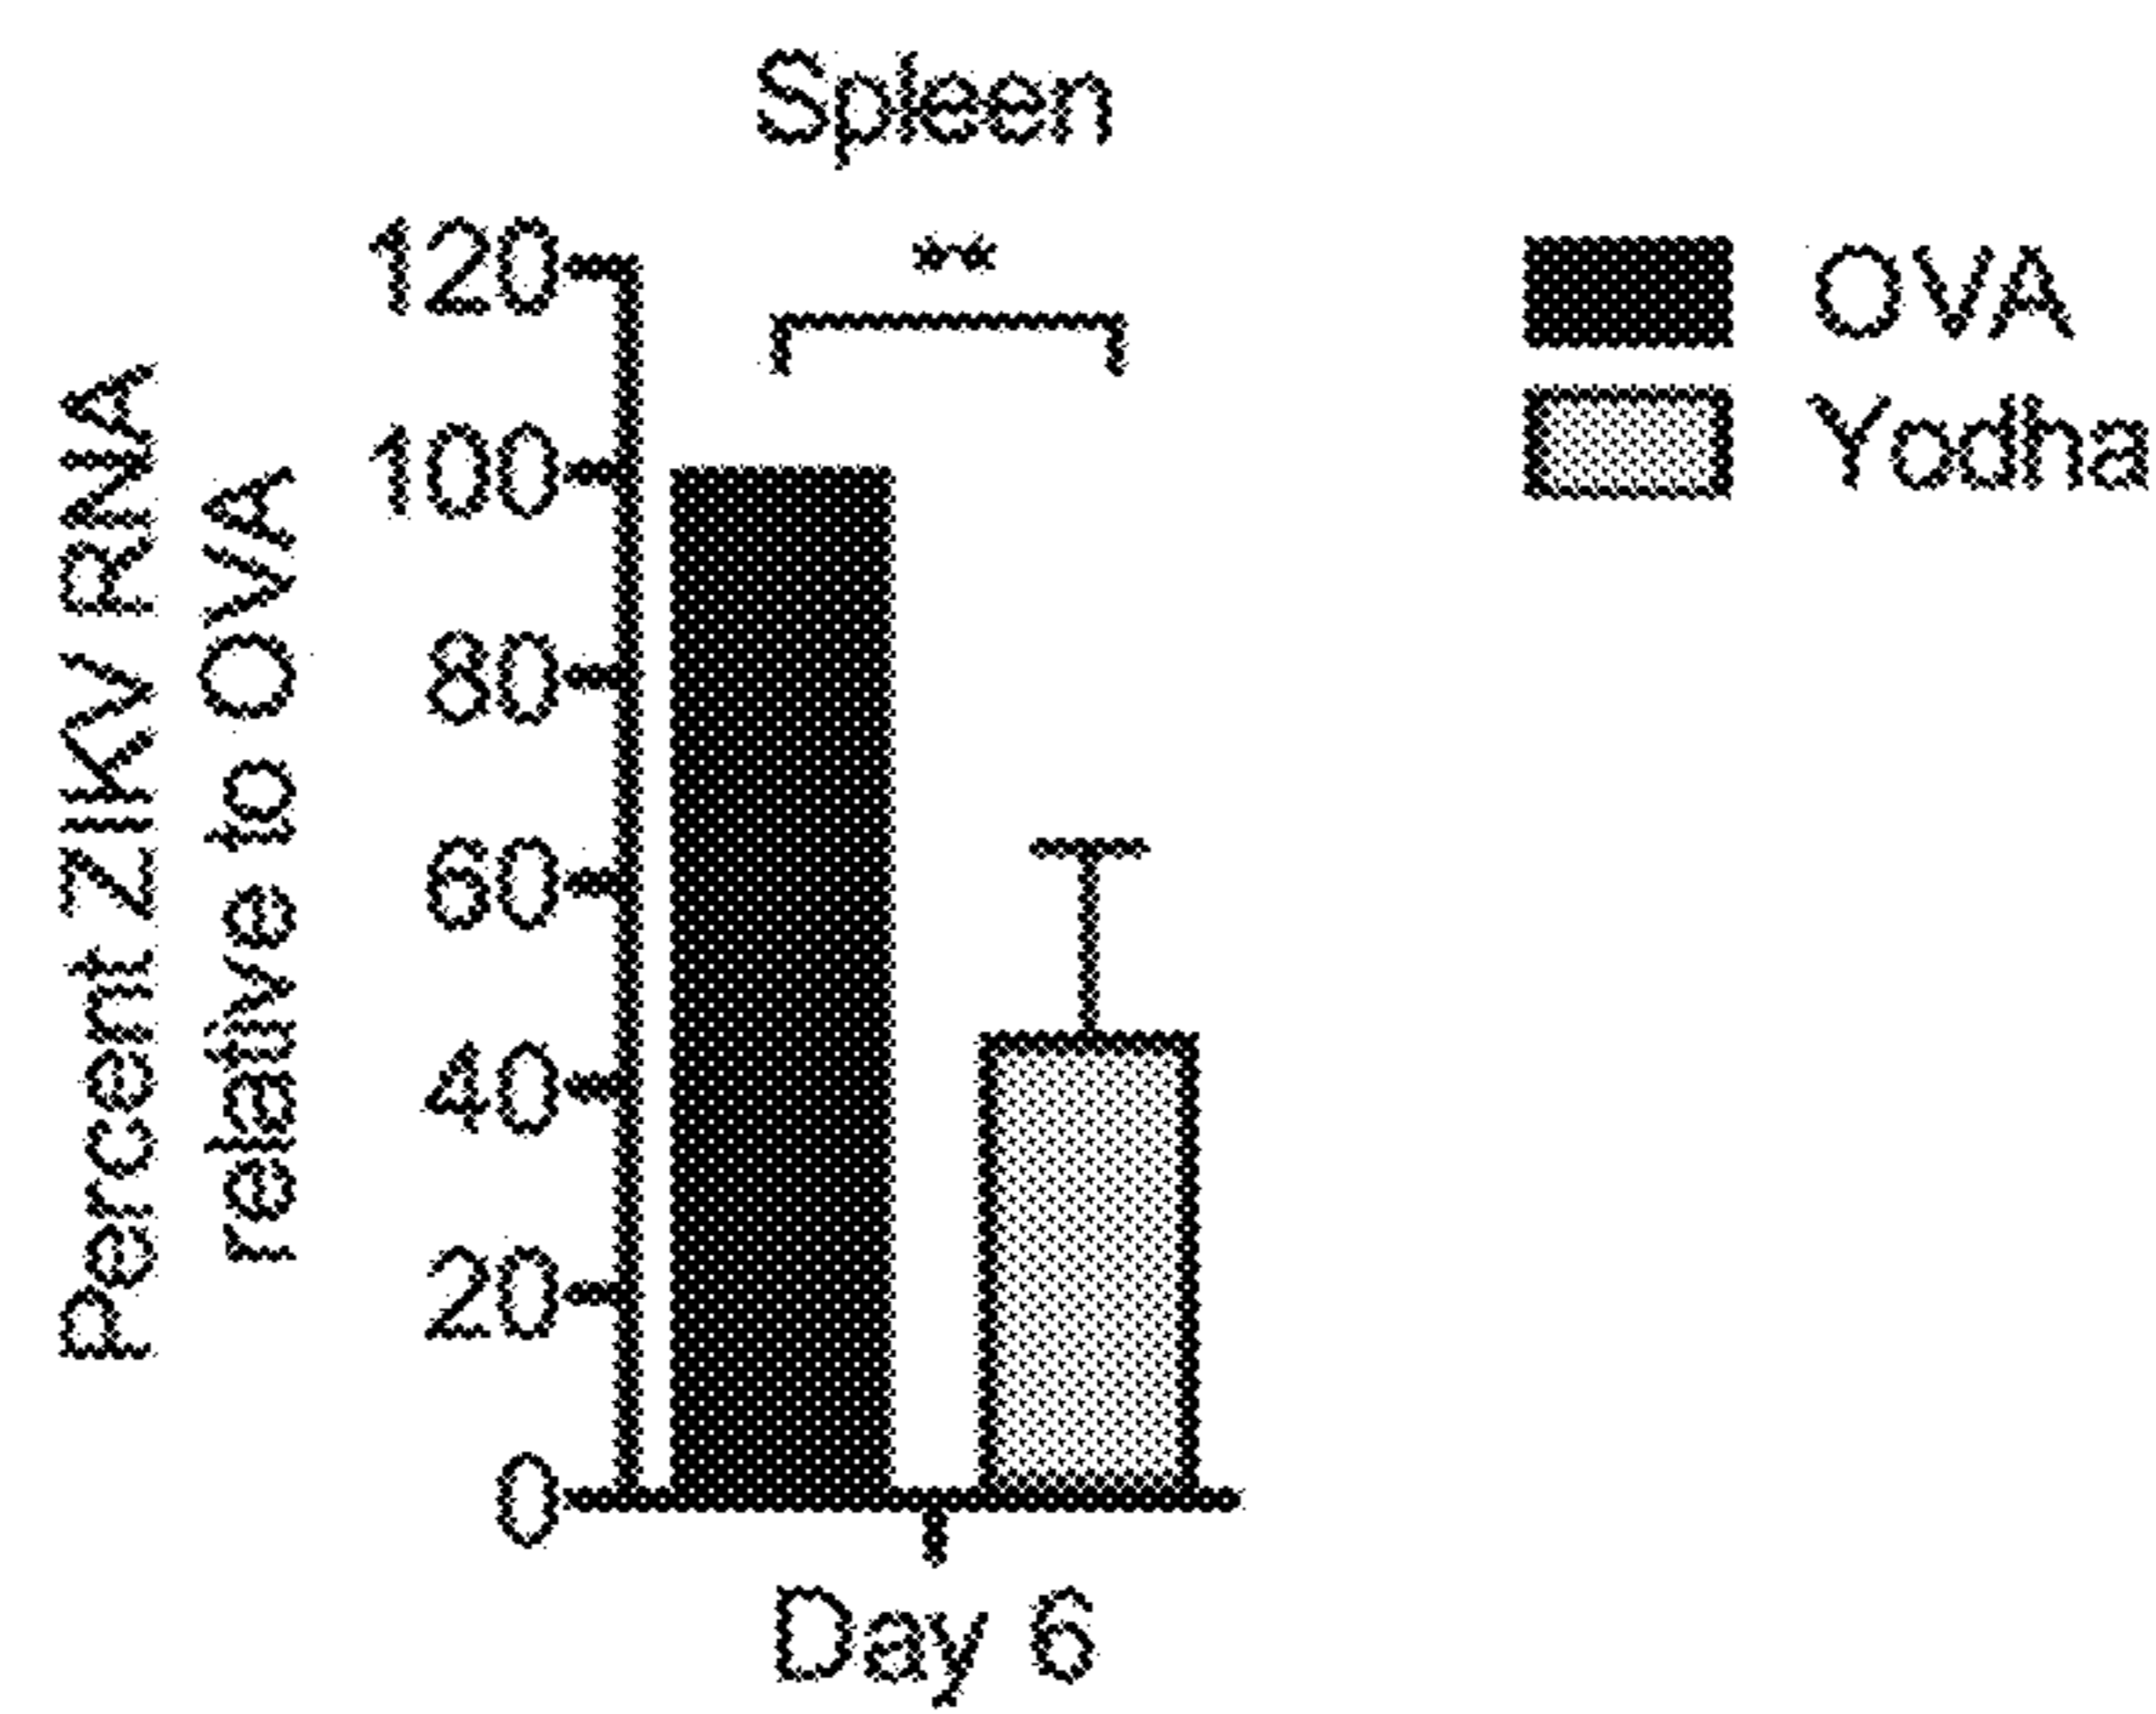 Spleen
**
OVA
Yodha
Percent ZIKV RNA
relative to OVA
120
100
80
60
40
20
0
Day 6